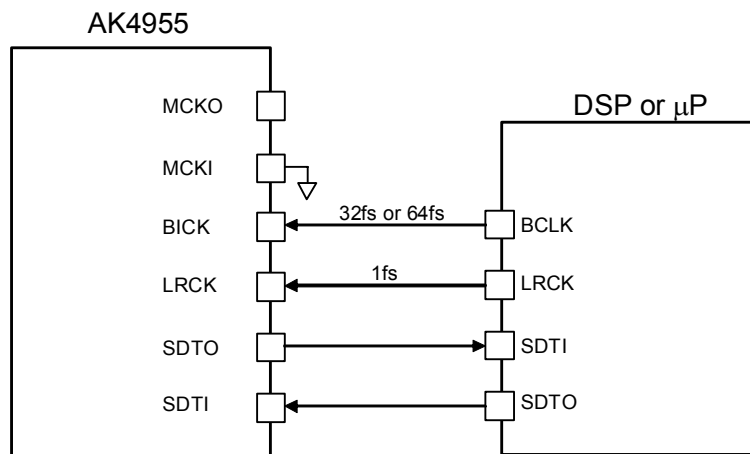 AK4955
DSP or μP
MCKO
MCKI
BICK
32fs or 64fs
BCLK
LRCK
1fs
LRCK
SDTO
SDTI
SDTI
SDTO